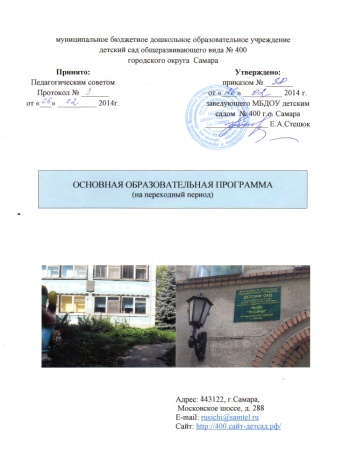 муниципальное бюджетное дошкольное образовательное учреждение
детский сад общеразвивающего вида № 400
городского округа Самара
Принято:
Педагогическим советом
Протокол №
от « 26 » 02 2014г.
Утверждено:
приказом №
от « 26 » 02 2014 г.
заведующего МБДОУ детским
садом № 400 г.о. Самара
Е.А.Стецюк
ОСНОВНАЯ ОБРАЗОВАТЕЛЬНАЯ ПРОГРАММА
(на переходный период)
ДЕТСКИЙ САД
Адрес: 443122, г.Самара,
Московское шоссе, д. 288
E-mail: rusichi@samtel.ru
Сайт: http://400.сайт-детсад.рф/